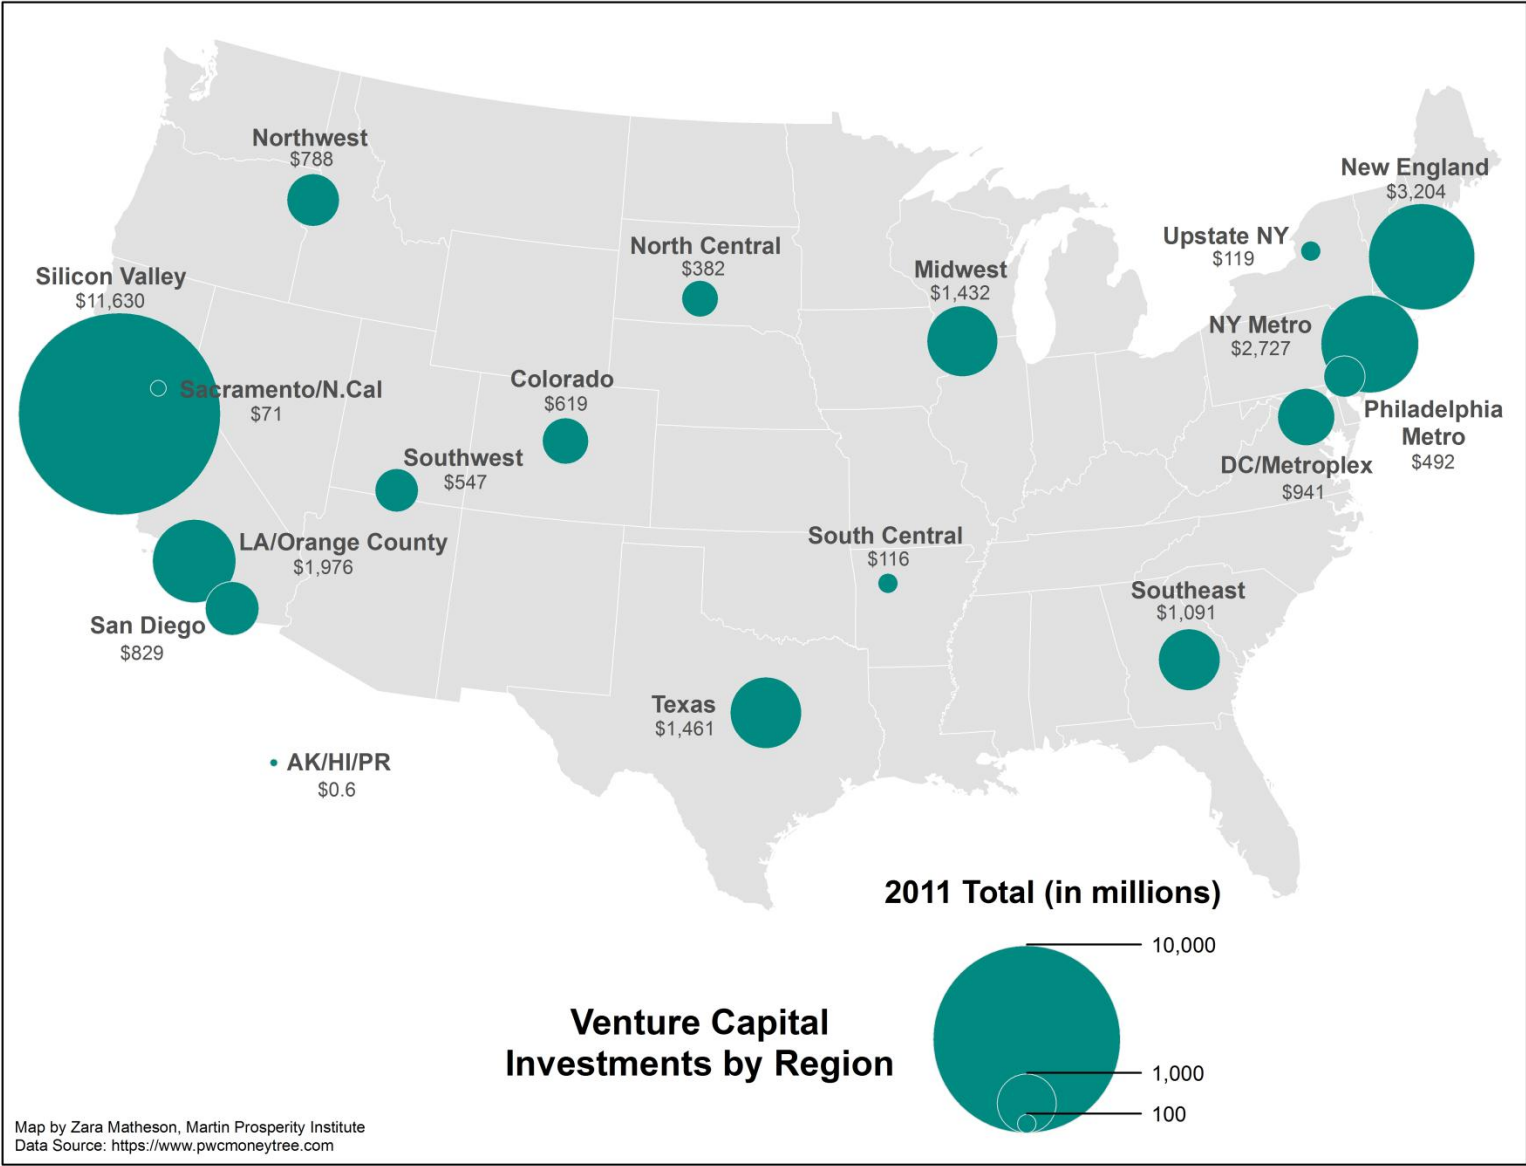 Northwest
$788
New England
$3,204
Upstate NY
$119
North Central
$382
Midwest
$1,432
Silicon Valley
$11,630
NY Metro
$2,727
Sacramento/N.Cal
$71
Colorado
$619
Philadelphia
Metro
$492
Southwest
$547
DC/Metroplex
$941
LA/Orange County
$1,976
South Central
$116
Southeast
$1,091
San Diego
$829
Texas
$1,461
AK/HI/PR
$0.6
2011 Total (in millions)
10,000
1,000
100
Venture Capital
Investments by Region
Map by Zara Matheson, Martin Prosperity Institute
Data Source: https://www.pwcmoneytree.com